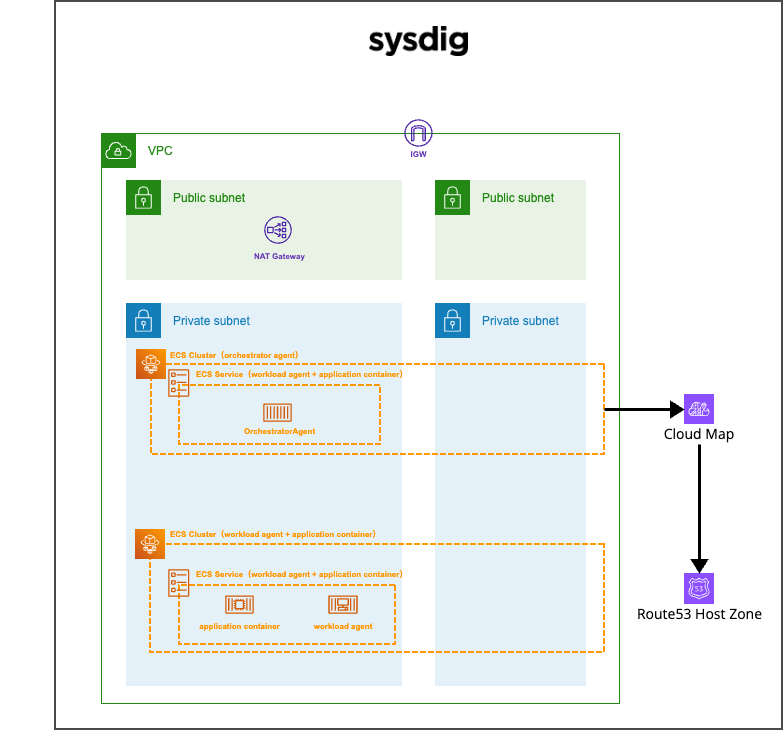 sysdig
IGW
VPC
Public subnet
Public subnet
NAT Gateway
Private subnet
Private subnet
ECS Cluster（orchestrator agent）
ECS Service（workload agent + application container）
OrchestratorAgent
Cloud Map
ECS Cluster（workload agent + application container）
ECS Service（workload agent + application container）
application container
workload agent
53
Route53 Host Zone